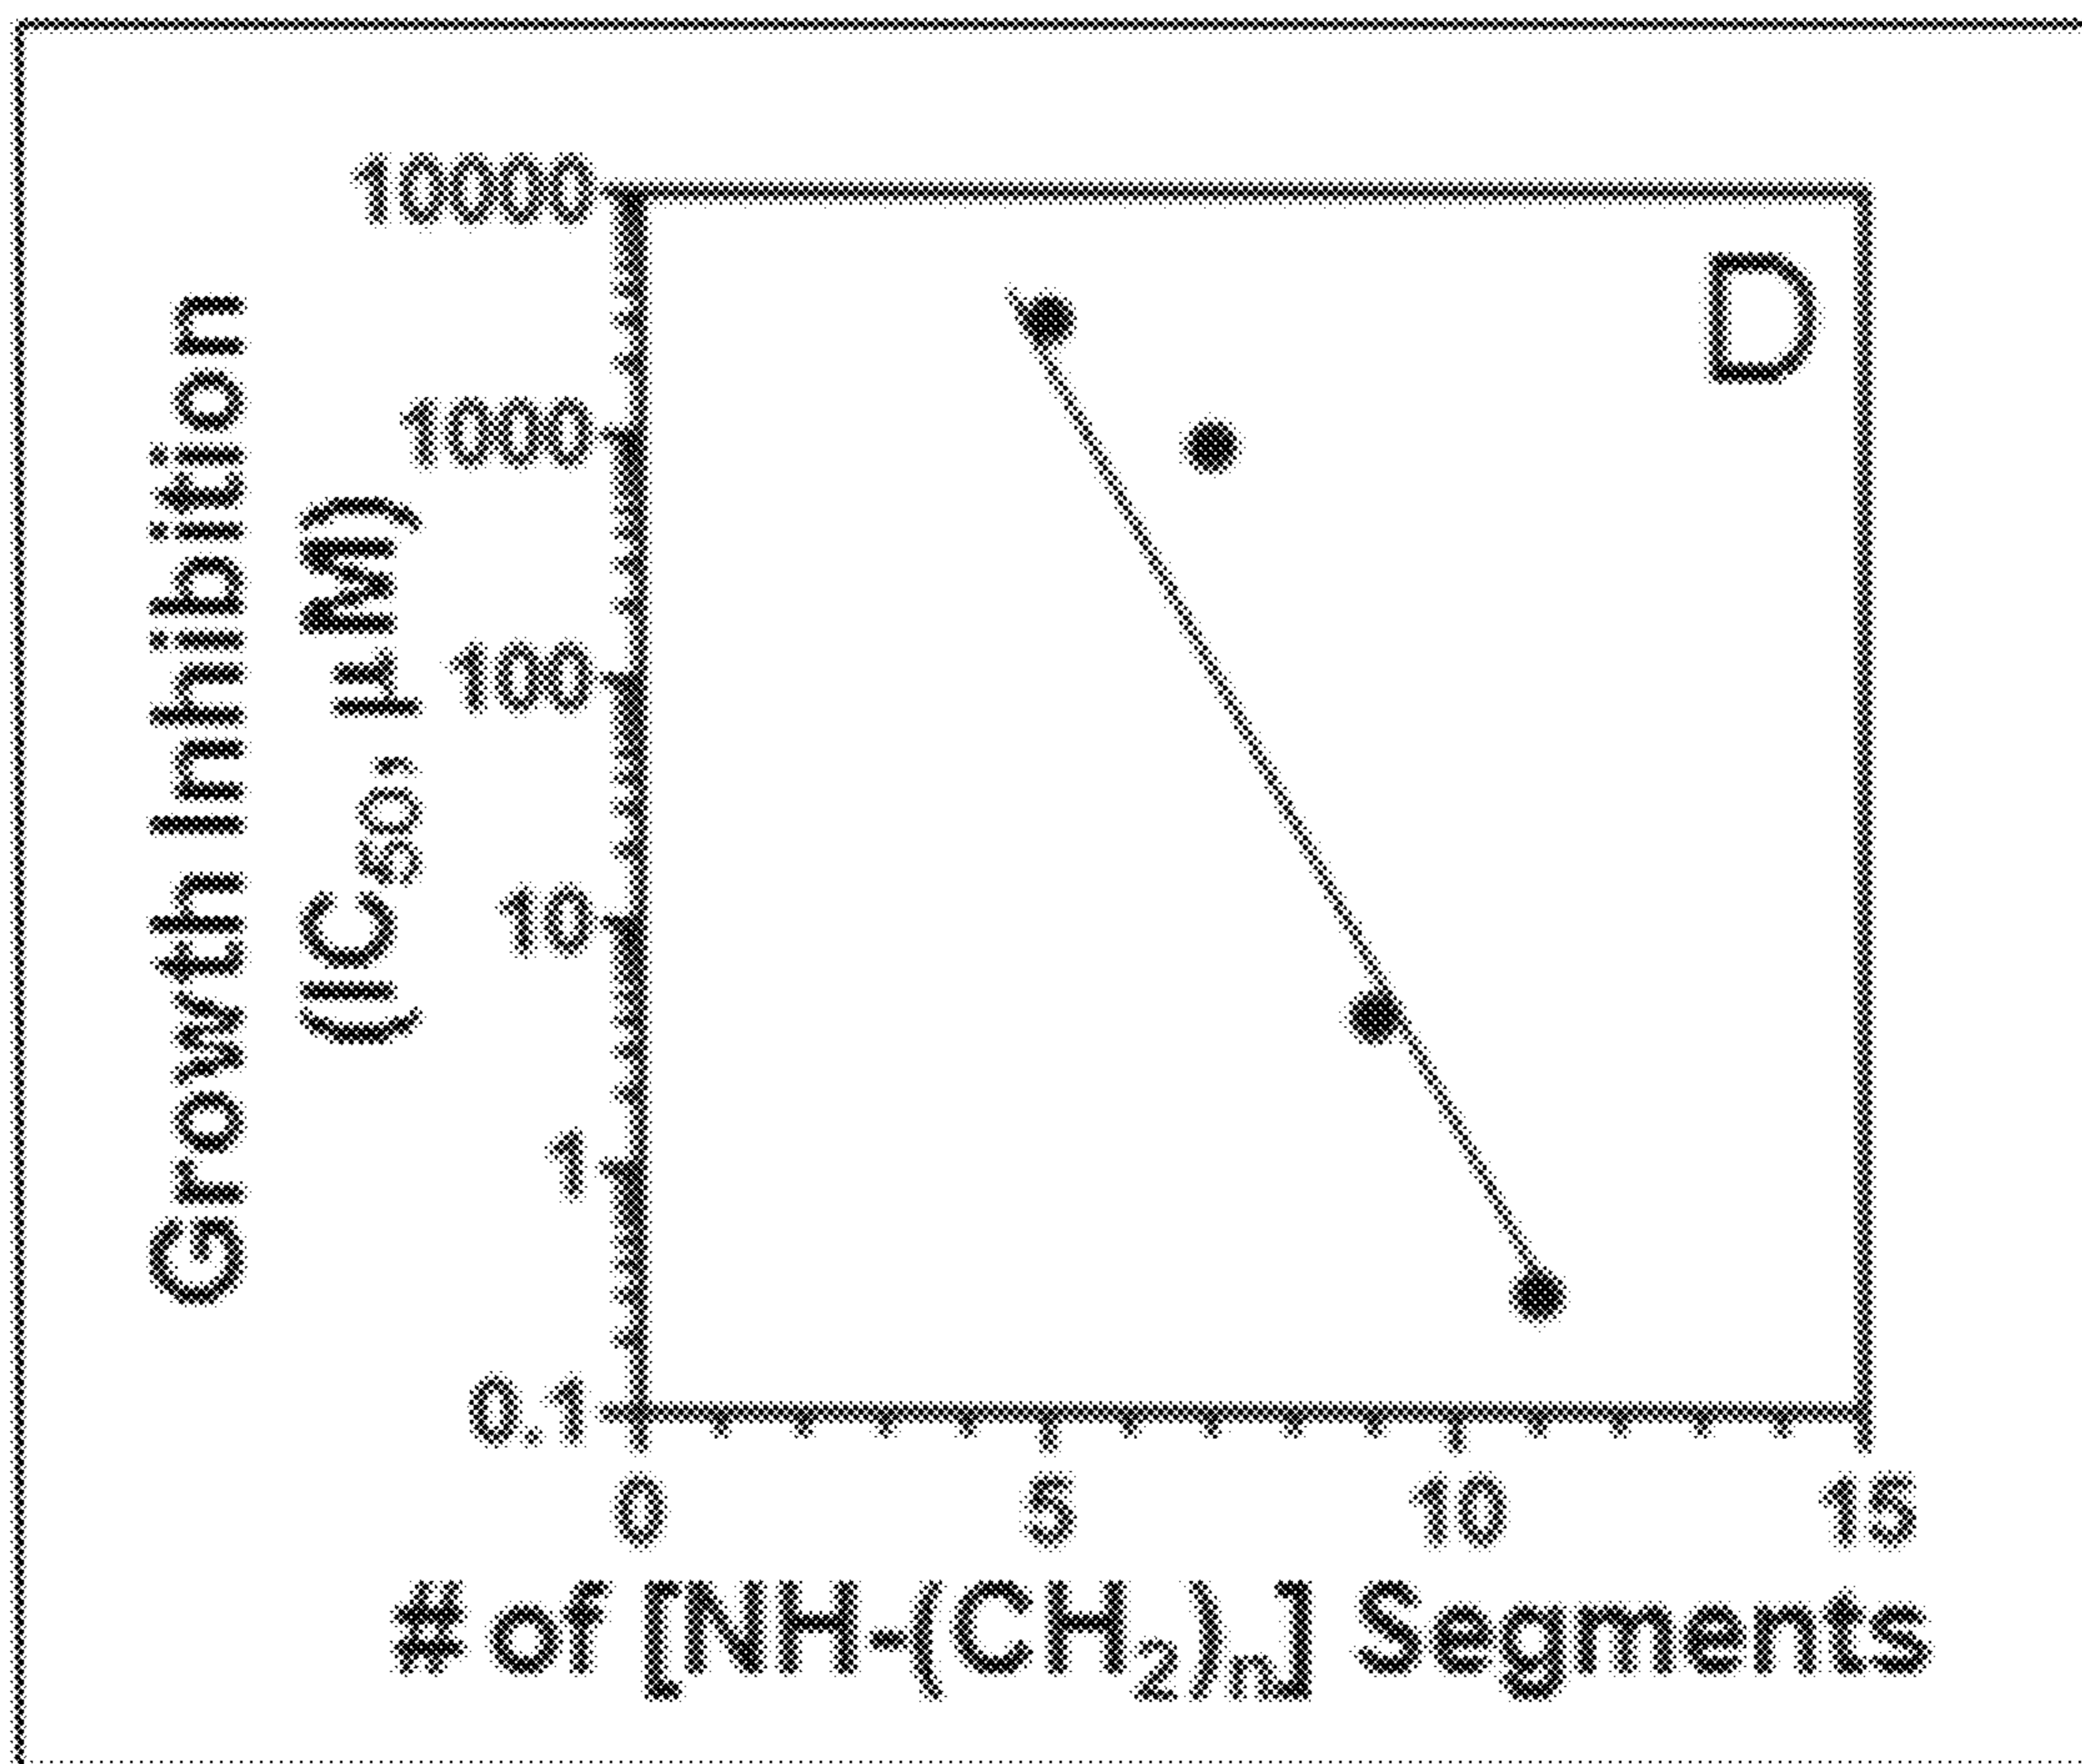 Growth Inhibition
(IC50, µM)
10000
1000
100
10
1
0.1
D
0 5 10 15
# of [NH-(CH2)n] Segments